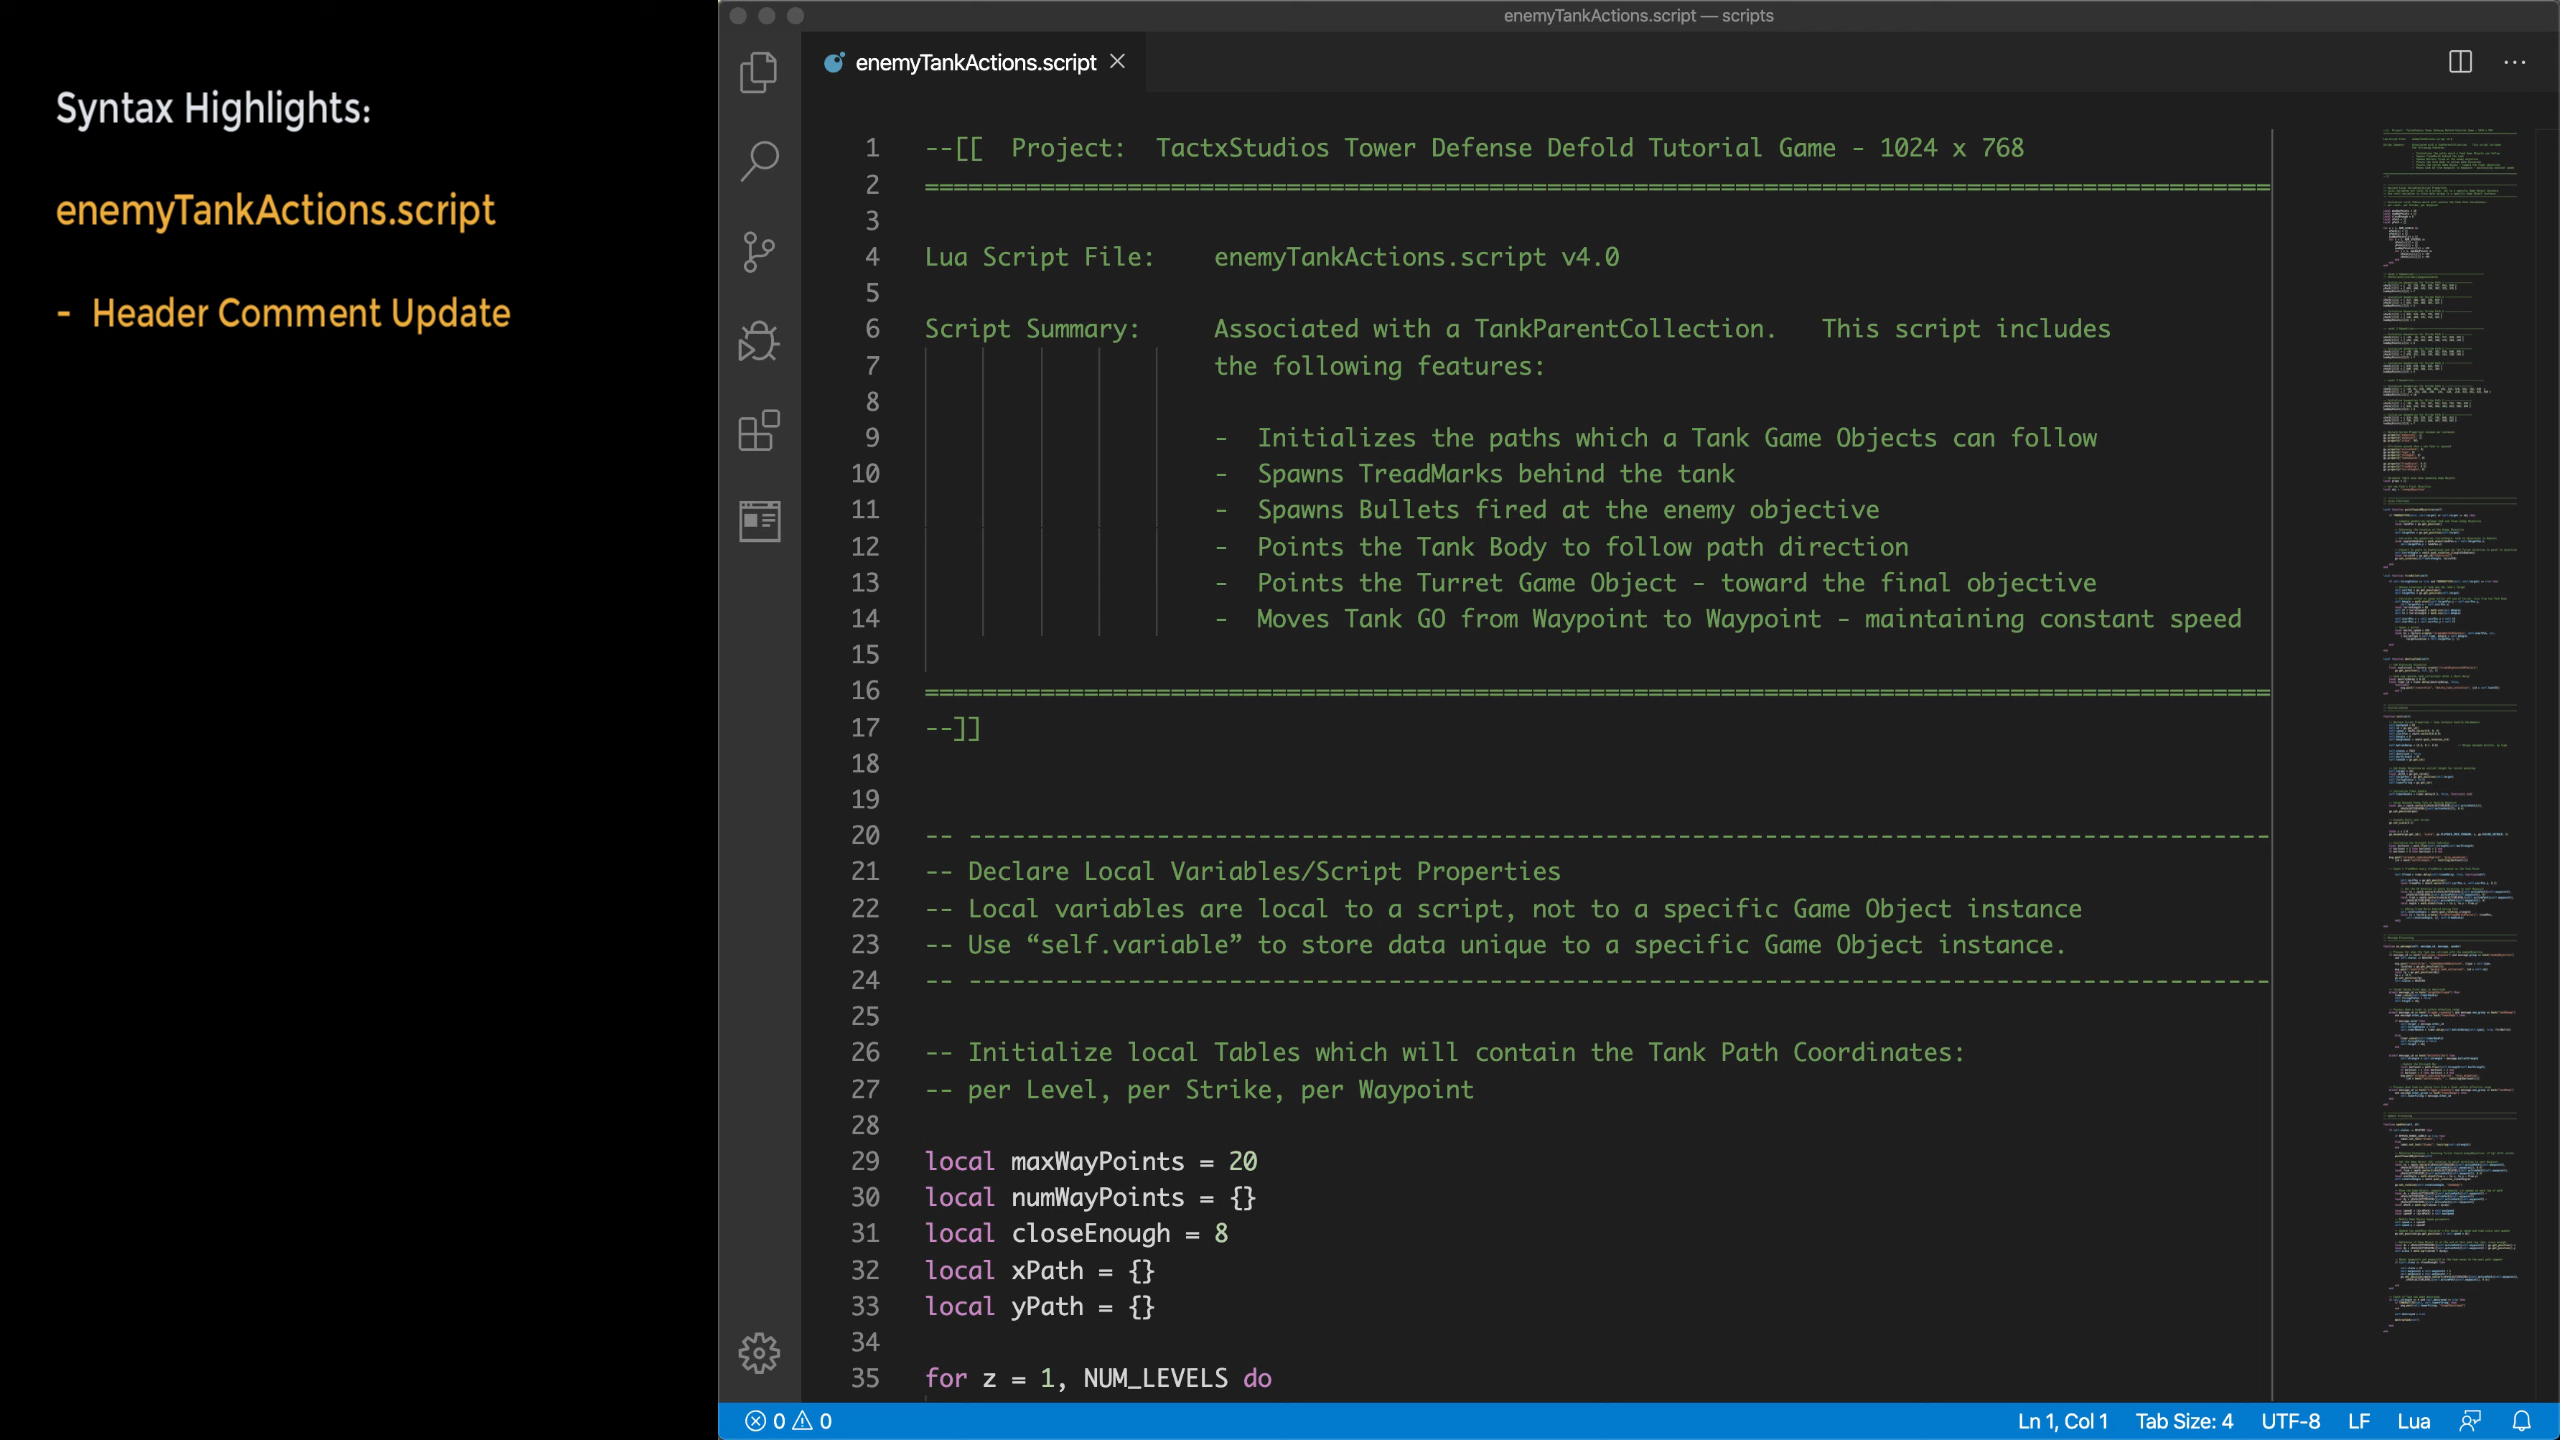 Syntax Highlights:
enemyTankActions.script
- Header Comment Update
enemyTankActions.script — scripts
enemyTankActions.script
1 --[[ Project: TactxStudios Tower Defense Defold Tutorial Game - 1024 x 768
2 =============================================================================================
3
4 Lua Script File: enemyTankActions.script v4.0
5
6 Script Summary: Associated with a TankParentCollection. This script includes
7 the following features:
8
9 - Initializes the paths which a Tank Game Objects can follow
10 - Spawns TreadMarks behind the tank
11 - Spawns Bullets fired at the enemy objective
12 - Points the Tank Body to follow path direction
13 - Points the Turret Game Object - toward the final objective
14 - Moves Tank GO from Waypoint to Waypoint - maintaining constant speed
15
16 =============================================================================================
17 --]]
18
19
20 -- ------------------------------------------------------------------------------------------
21 -- Declare Local Variables/Script Properties
22 -- Local variables are local to a script, not to a specific Game Object instance
23 -- Use “self.variable” to store data unique to a specific Game Object instance.
24 -- ------------------------------------------------------------------------------------------
25
26 -- Initialize local Tables which will contain the Tank Path Coordinates:
27 -- per Level, per Strike, per Waypoint
28
29 local maxWayPoints = 20
30 local numWayPoints = {}
31 local closeEnough = 8
32 local xPath = {}
33 local yPath = {}
34
35 for z = 1, NUM_LEVELS do
0 0 Ln 1, Col 1 Tab Size: 4 UTF-8 LF Lua